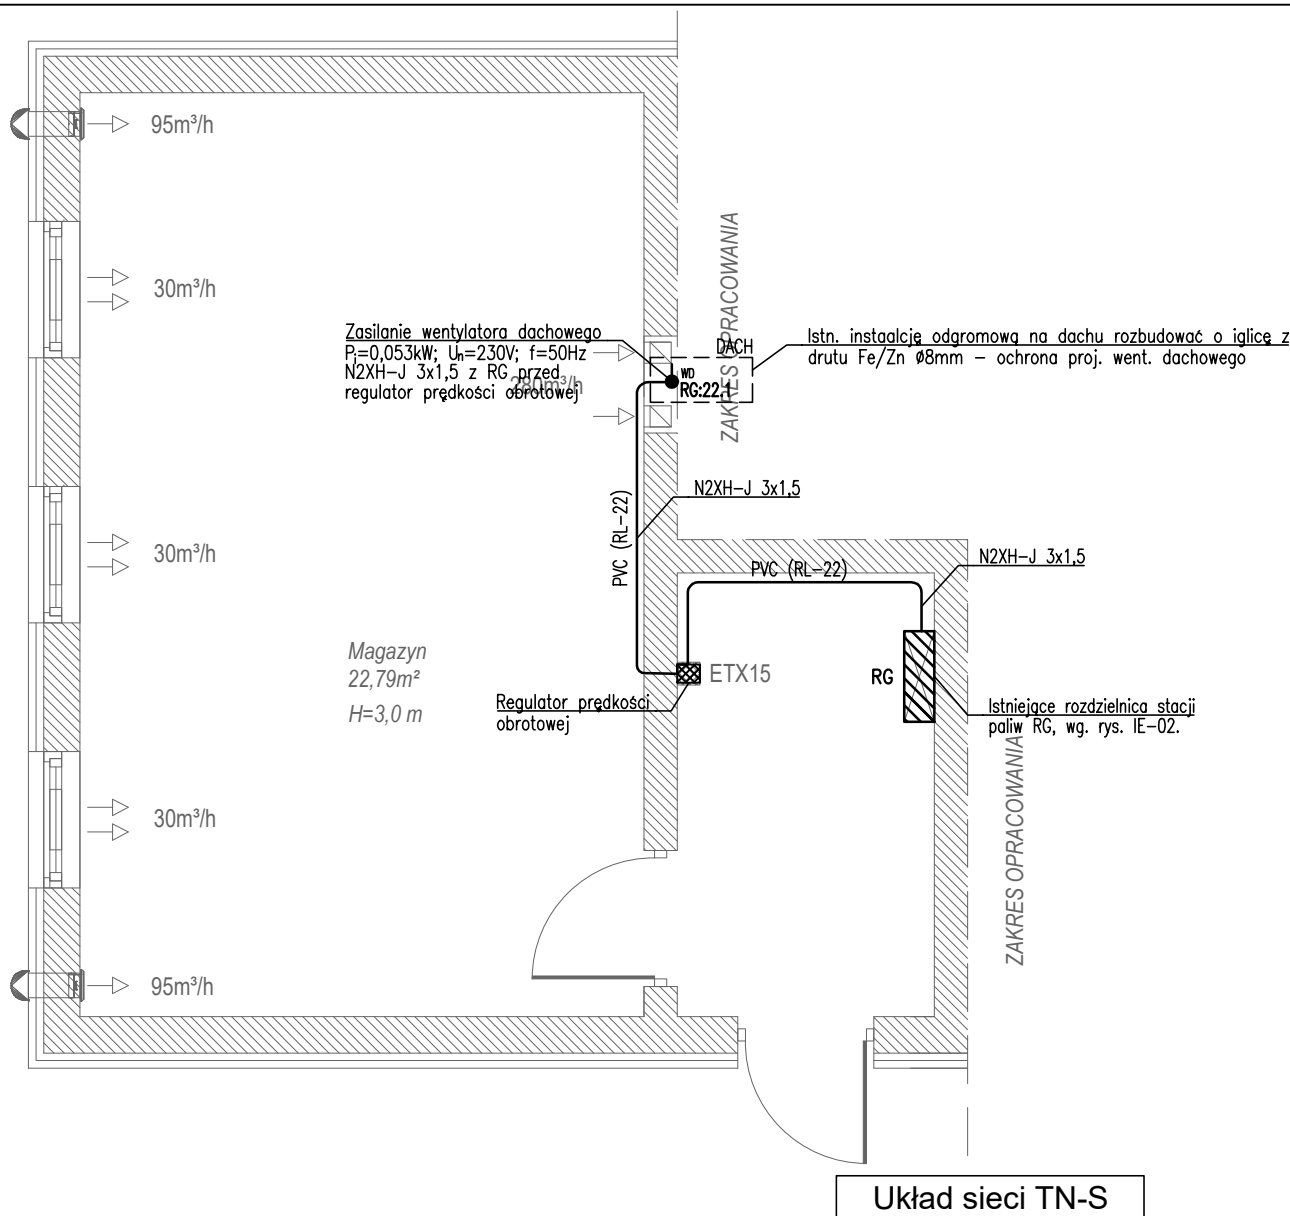 95m³/h
30m³/h
ZAKRES OPRACOWANIA
Zasilanie wentylatora dachowego
Pi=0,053kW; Un=230V; f=50Hz
N2XH-J 3x1,5 z RG przed
regulator prędkości obrotowej
280m³/h
DACH
WD
RG:22.1
Istn. instaalcję odgromową na dachu rozbudować o iglicę z
drutu Fe/Zn Ø8mm – ochrona proj. went. dachowego
N2XH-J 3x1,5
PVC (RL-22)
30m³/h
PVC (RL-22)
N2XH-J 3x1,5
Magazyn
22,79m²
H=3,0 m
ETX15
RG
Regulator prędkości
obrotowej
Istniejące rozdzielnica stacji
paliw RG, wg. rys. IE-02.
30m³/h
ZAKRES OPRACOWANIA
95m³/h
Układ sieci TN-S